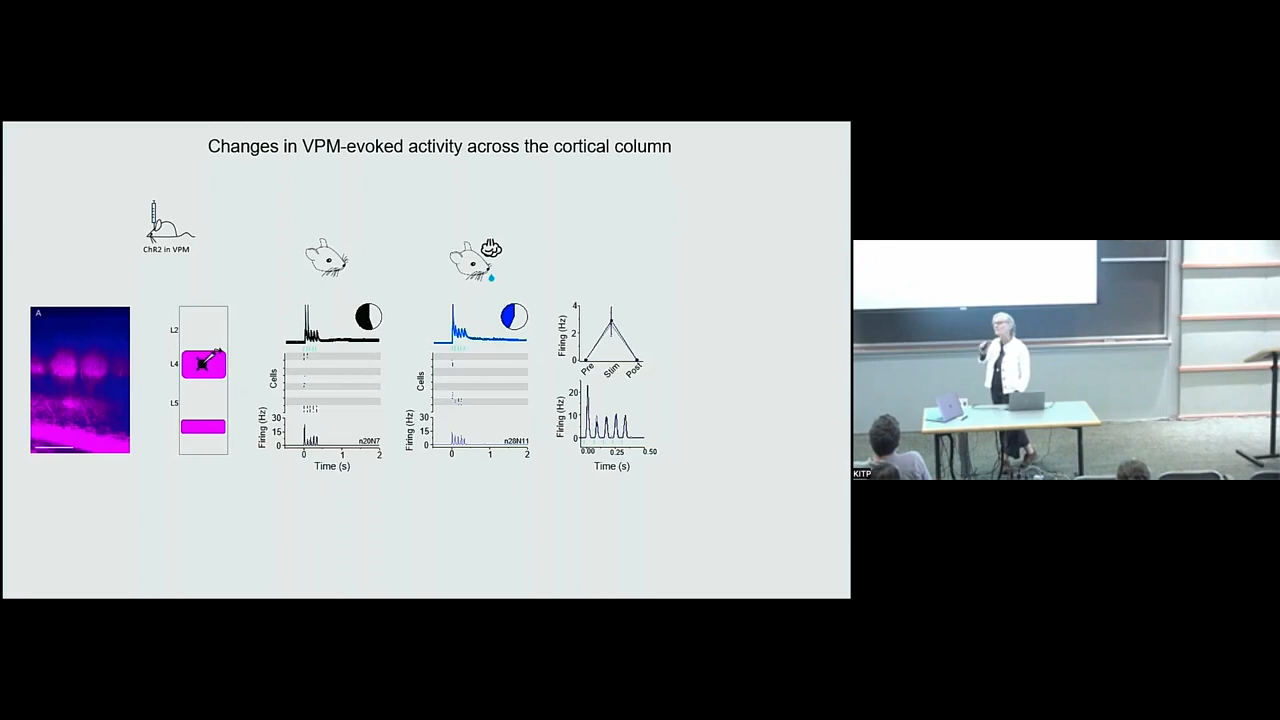 Changes in VPM-evoked activity across the cortical column
ChR2 in VPM
A
L2
L4
L5
Cells
Firing (Hz)
30
15
0
n20N7
0 1 2
Time (s)
Cells
Firing (Hz)
30
15
0
n28N11
0 1 2
Time (s)
Firing (Hz)
4
2
0
Pre Stim Post
Firing (Hz)
20
10
0
0.00 0.25 0.50
Time (s)
KITP